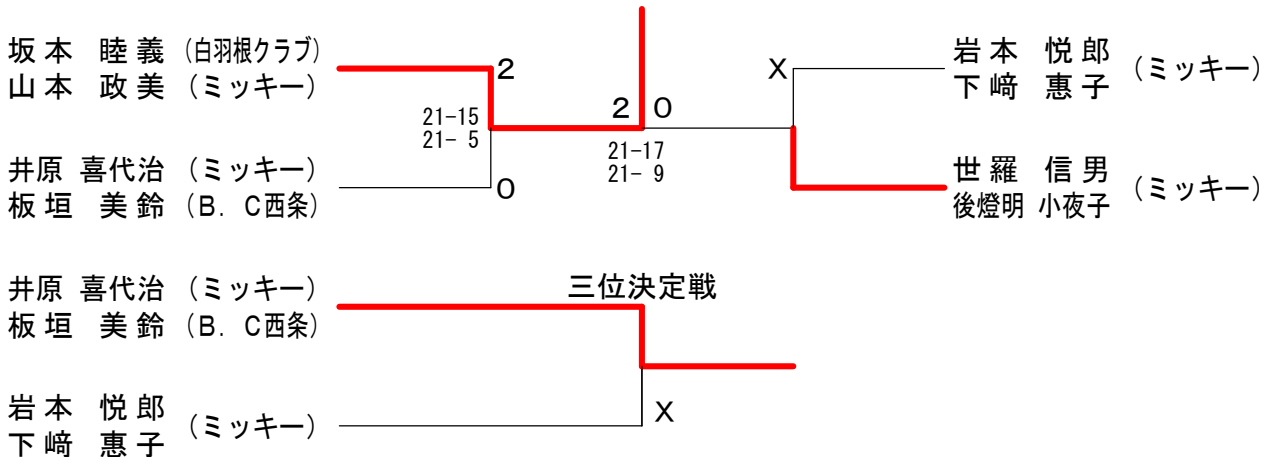 坂本 睦義 (白羽根クラブ)
山本 政美 (ミッキー)
2
21-15
21- 5
井原 喜代治 (ミッキー)
板垣 美鈴 (B. C西条)
0
2 0
21-17
21- 9
X
岩本 悦郎 (ミッキー)
下﨑 惠子
世羅 信男 (ミッキー)
後燈明 小夜子
三位決定戦
井原 喜代治 (ミッキー)
板垣 美鈴 (B. C西条)
岩本 悦郎 (ミッキー)
下﨑 惠子
X